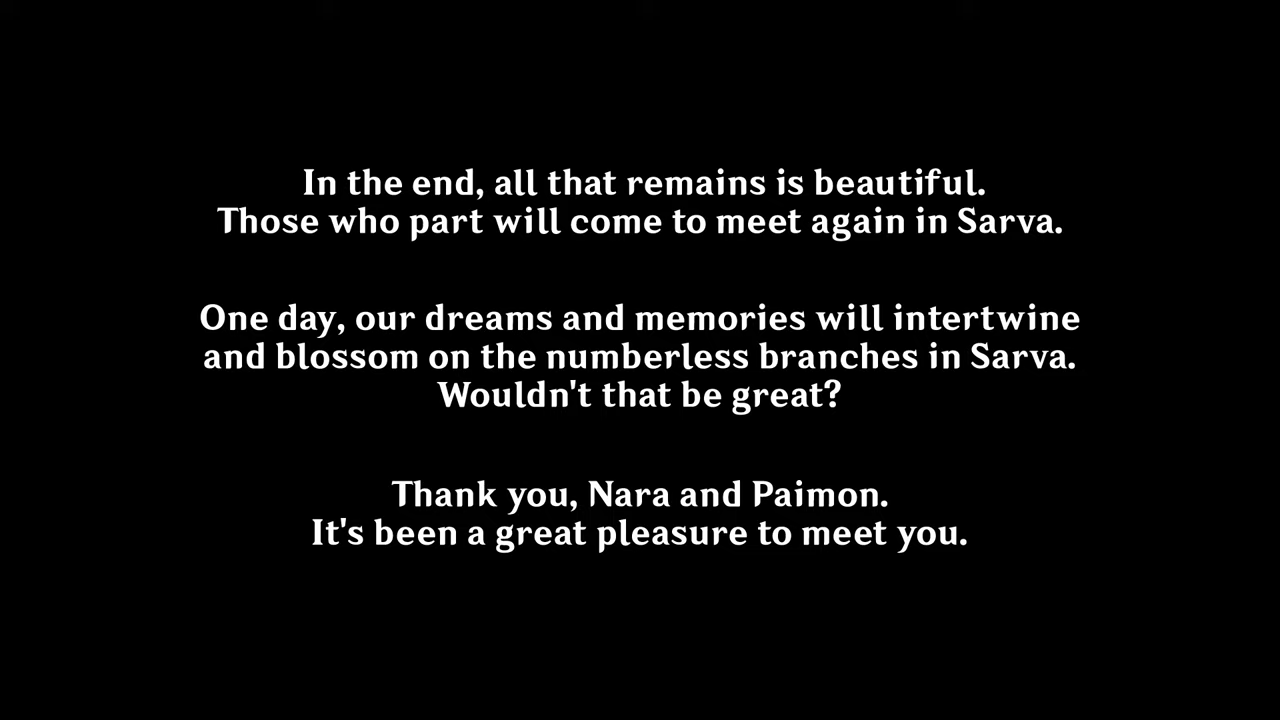 In the end, all that remains is beautiful.
Those who part will come to meet again in Sarva.
One day, our dreams and memories will intertwine
and blossom on the numberless branches in Sarva.
Wouldn't that be great?
Thank you, Nara and Paimon.
It's been a great pleasure to meet you.